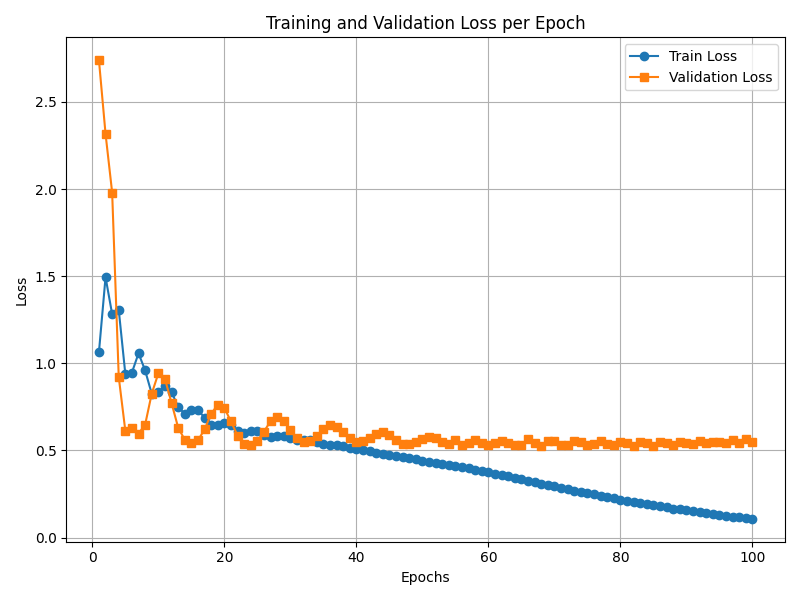 Training and Validation Loss per Epoch
Train Loss
Validation Loss
Loss
2.5
2.0
1.5
1.0
0.5
0.0
0 20 40 60 80 100
Epochs